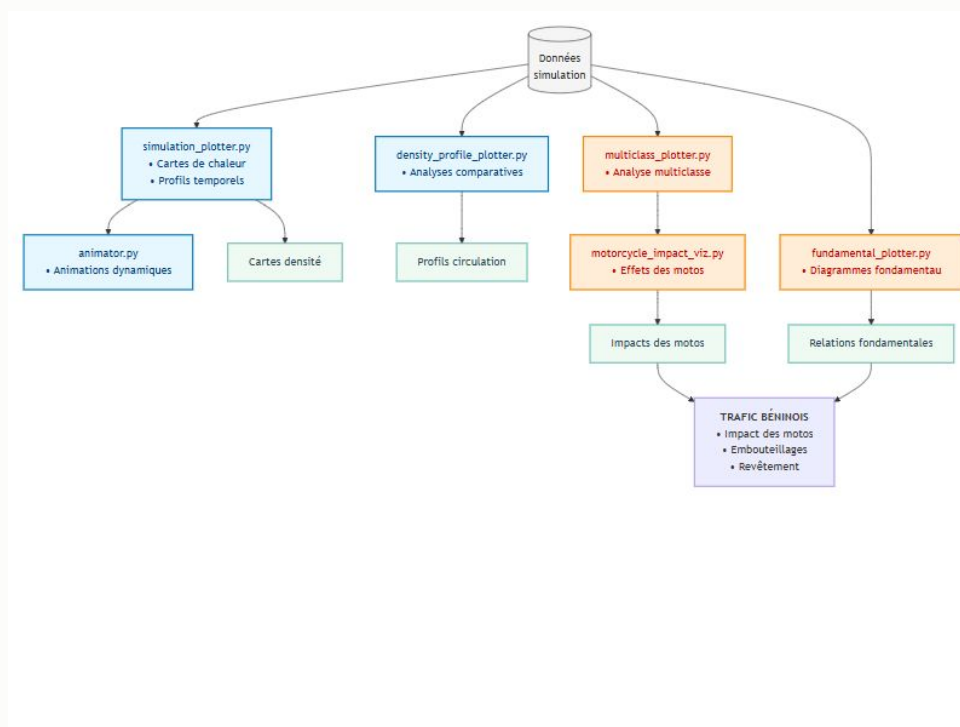 Données
simulation
simulation_plotter.py
• Cartes de chaleur
• Profils temporels
density_profile_plotter.py
• Analyses comparatives
multiclass_plotter.py
• Analyse multiclasse
animator.py
• Animations dynamiques
Cartes densité
Profils circulation
motorcycle_impact_viz.py
• Effets des motos
fundamental_plotter.py
• Diagrammes fondamentau
Impacts des motos
Relations fondamentales
TRAFIC BÉNINOIS
• Impact des motos
• Embouteillages
• Revêtement